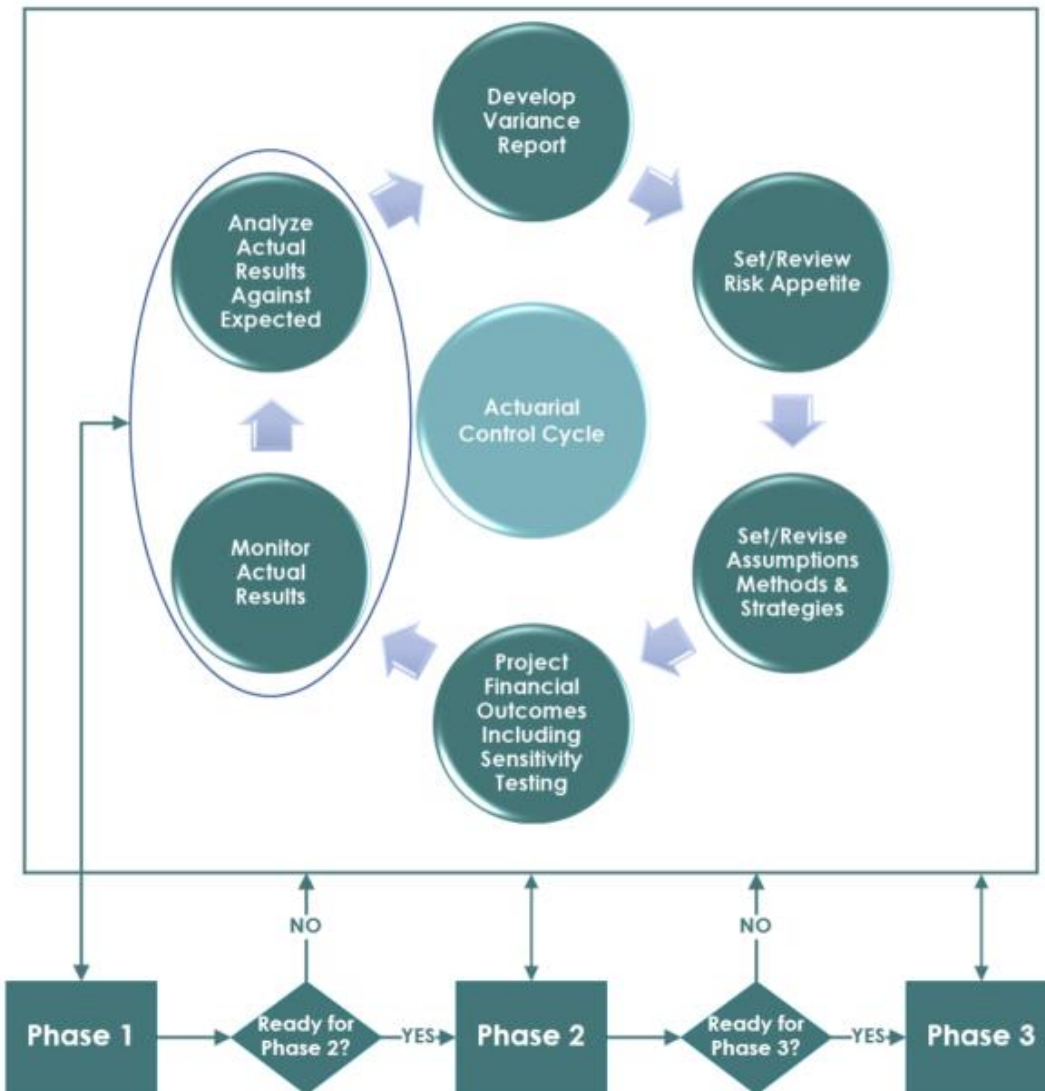 Develop
Variance
Report
Analyze
Actual
Results
Against
Expected
Set/Review
Risk Appetite
Actuarial
Control Cycle
Monitor
Actual
Results
Set/Revise
Assumptions
Methods &
Strategies
Project
Financial
Outcomes
Including
Sensitivity
Testing
NO
NO
Phase 1
Ready for
Phase 2?
YES
Phase 2
Ready for
Phase 3?
YES
Phase 3